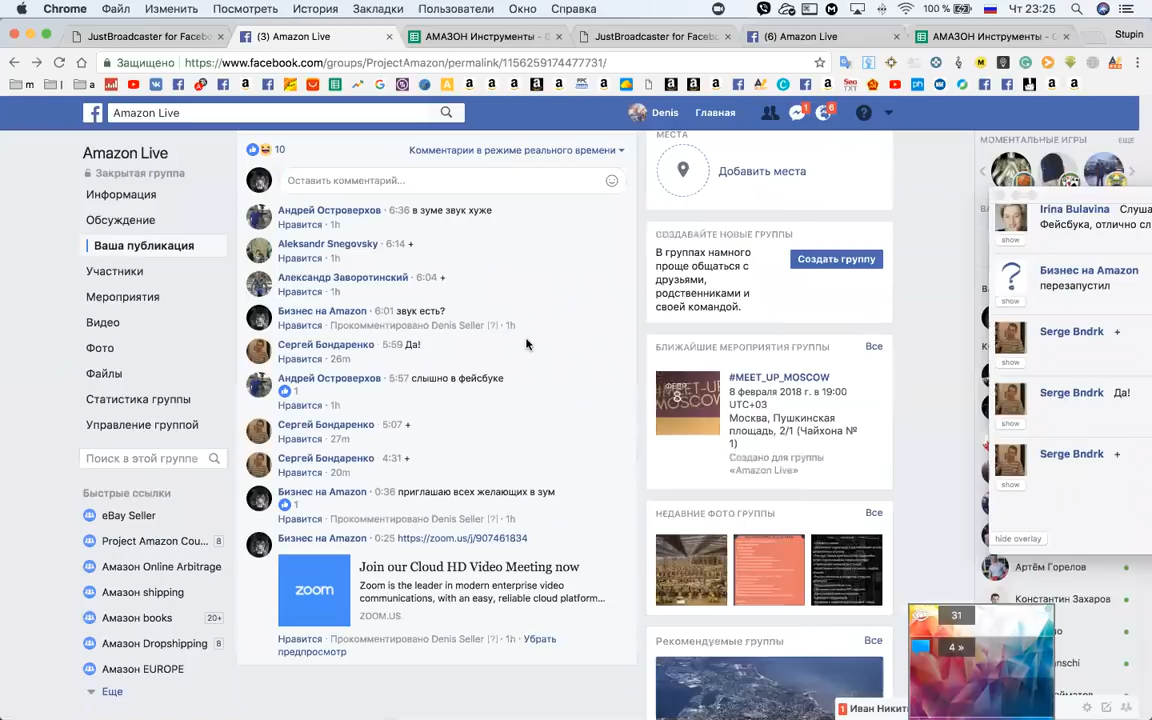 Chrome Файл Изменить Посмотреть История Закладки Пользователи Окно Справка 100 % Чт 23:25
JustBroadcaster for Facebo
(3) Amazon Live
АМАЗОН Инструменты - G
JustBroadcaster for Facebo
(6) Amazon Live
АМАЗОН Инструменты - G
Stupin
Защищено https://www.facebook.com/groups/ProjectAmazon/permalink/1156259174477731/
Amazon Live
Denis Главная 1 6
Amazon Live
Закрытая группа
Информация
Обсуждение
Ваша публикация
Участники
Мероприятия
Видео
Фото
Файлы
Статистика группы
Управление группой
Поиск в этой группе
Быстрые ссылки
eBay Seller
Project Amazon Cou... 8
Amazon Online Arbitrage
Амазон shipping
Амазон books 20+
Амазон Dropshipping 8
Амазон EUROPE
Еще
10
Комментарии в режиме реального времени
Оставить комментарий...
Андрей Островерхов 6:36 в зуме звук хуже
Нравится · 1h
Aleksandr Snegovsky 6:14 +
Нравится · 1h
Александр Заворотинский 6:04 +
Нравится · 1h
Бизнес на Amazon 6:01 звук есть?
Нравится · Прокомментировано Denis Seller [?] · 1h
Сергей Бондаренко 5:59 Да!
Нравится · 26m
Андрей Островерхов 5:57 слышно в фейсбуке
1
Нравится · 1h
Сергей Бондаренко 5:07 +
Нравится · 27m
Сергей Бондаренко 4:31 +
Нравится · 20m
Бизнес на Amazon 0:36 приглашаю всех желающих в зум
1
Нравится · Прокомментировано Denis Seller [?] · 1h
Бизнес на Amazon 0:25 https://zoom.us/j/907461834
zoom
Join our Cloud HD Video Meeting now
Zoom is the leader in modern enterprise video
communications, with an easy, reliable cloud platform...
ZOOM.US
Нравится · Прокомментировано Denis Seller [?] · 1h · Убрать
предпросмотр
МЕСТА
Добавить места
СОЗДАВАЙТЕ НОВЫЕ ГРУППЫ
В группах намного
проще общаться с
друзьями,
родственниками и
своей командой.
Создать группу
БЛИЖАЙШИЕ МЕРОПРИЯТИЯ ГРУППЫ Все
ФЕВР.
8
#MEET_UP_MOSCOW
8 февраля 2018 г. в 19:00
UTC+03
Москва, Пушкинская
площадь, 2/1 (Чайхона №
1)
Создано для группы
«Amazon Live»
НЕДАВНИЕ ФОТО ГРУППЫ Все
Рекомендуемые группы Все
МОМЕНТАЛЬНЫЕ ИГРЫ ЕЩЕ
Irina Bulavina Слуша
Фейсбука, отлично сл
show
Бизнес на Amazon
перезапустил
show
Serge Bndrk +
show
Serge Bndrk Да!
show
Serge Bndrk +
show
hide overlay
Артём Горелов
Константин Захаров
31
4 »
1 Иван Никити